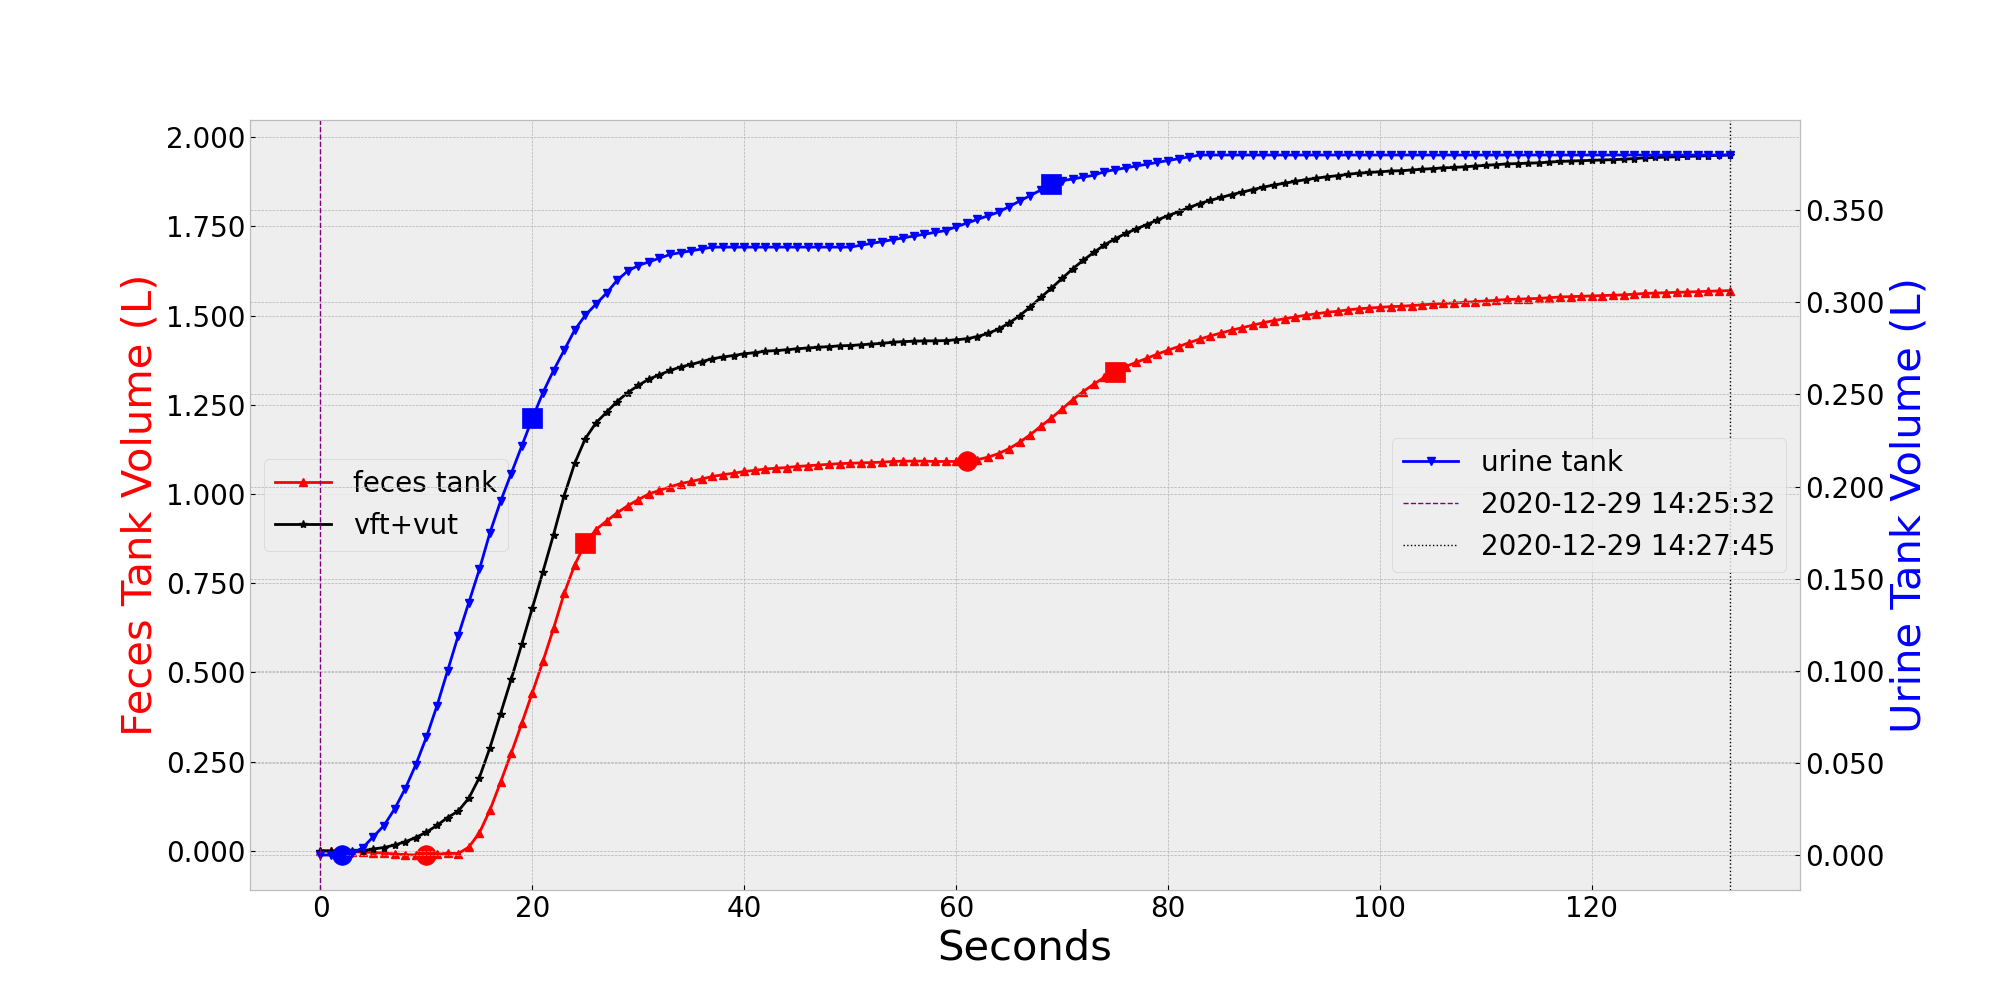 2.000
1.750
1.500
1.250
1.000
0.750
0.500
0.250
0.000
Feces Tank Volume (L)
feces tank
vft+vut
urine tank
2020-12-29 14:25:32
2020-12-29 14:27:45
0.350
0.300
0.250
0.200
0.150
0.100
0.050
0.000
Urine Tank Volume (L)
0 20 40 60 80 100 120
Seconds